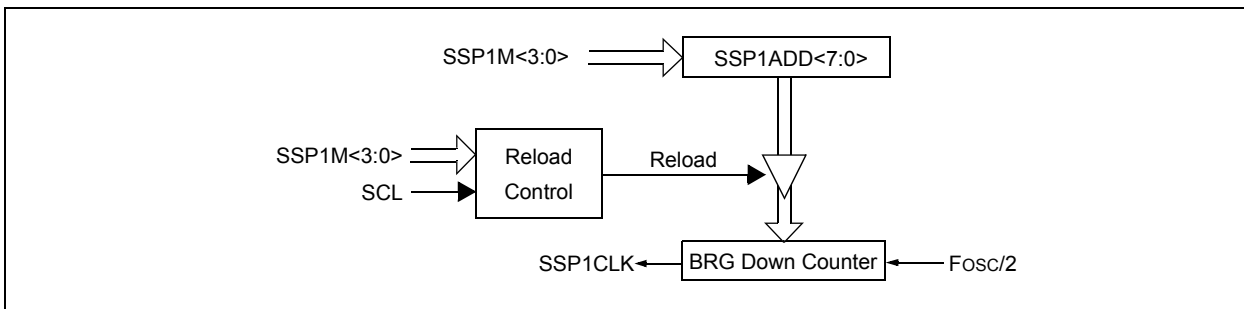 SSP1M<3:0>
SSP1ADD<7:0>
SSP1M<3:0>
SCL
Reload
Control
Reload
SSP1CLK
BRG Down Counter
FOSC/2